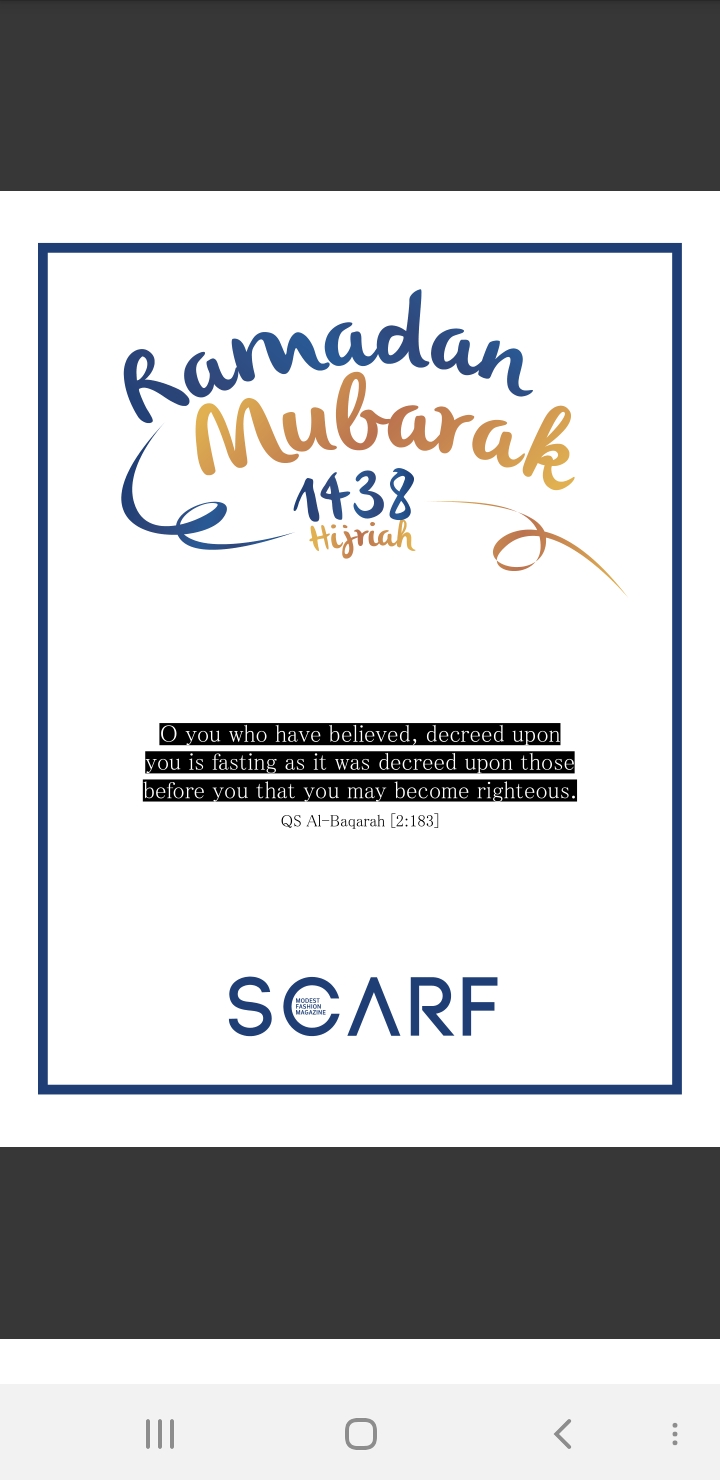 Ramadan
Mubarak
1438
Hijriah
O you who have believed, decreed upon
you is fasting as it was decreed upon those
before you that you may become righteous.
QS Al-Baqarah [2:183]
SCARF
MODEST
FASHION
MAGAZINE